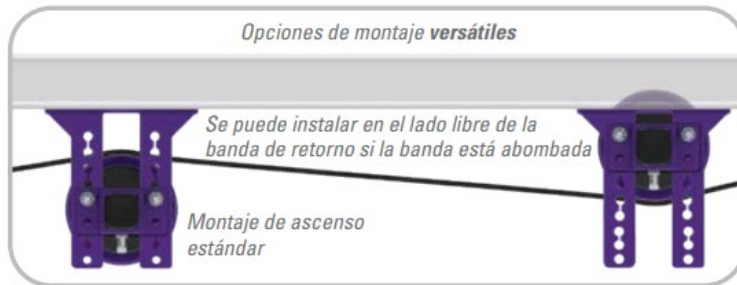 Opciones de montaje versátiles
Se puede instalar en el lado libre de la
banda de retorno si la banda está abombada
Montaje de ascenso
estándar